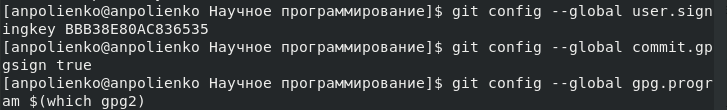 [anpolienko@anpolienko Научное программирование]$ git config --global user.sign
ingkey BBB38E80AC836535
[anpolienko@anpolienko Научное программирование]$ git config --global commit.gp
gsign true
[anpolienko@anpolienko Научное программирование]$ git config --global gpg.progr
am $(which gpg2)